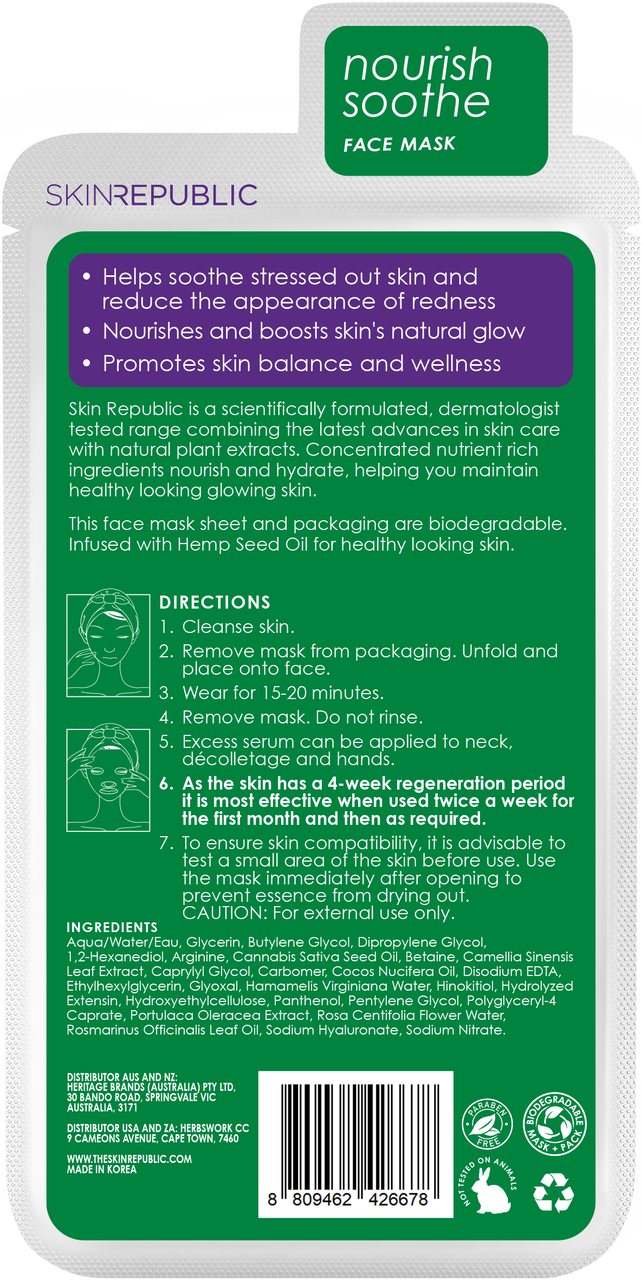 nourish
soothe
FACE MASK
SKINREPUBLIC
• Helps soothe stressed out skin and
reduce the appearance of redness
• Nourishes and boosts skin's natural glow
• Promotes skin balance and wellness
Skin Republic is a scientifically formulated, dermatologist
tested range combining the latest advances in skin care
with natural plant extracts. Concentrated nutrient rich
ingredients nourish and hydrate, helping you maintain
healthy looking glowing skin.
This face mask sheet and packaging are biodegradable.
Infused with Hemp Seed Oil for healthy looking skin.
DIRECTIONS
1. Cleanse skin.
2. Remove mask from packaging. Unfold and
place onto face.
3. Wear for 15-20 minutes.
4. Remove mask. Do not rinse.
5. Excess serum can be applied to neck,
décolletage and hands.
6. As the skin has a 4-week regeneration period
it is most effective when used twice a week for
the first month and then as required.
7. To ensure skin compatibility, it is advisable to
test a small area of the skin before use. Use
the mask immediately after opening to
prevent essence from drying out.
CAUTION: For external use only.
INGREDIENTS
Aqua/Water/Eau, Glycerin, Butylene Glycol, Dipropylene Glycol,
1,2-Hexanediol, Arginine, Cannabis Sativa Seed Oil, Betaine, Camellia Sinensis
Leaf Extract, Caprylyl Glycol, Carbomer, Cocos Nucifera Oil, Disodium EDTA,
Ethylhexylglycerin, Glyoxal, Hamamelis Virginiana Water, Hinokitiol, Hydrolyzed
Extensin, Hydroxyethylcellulose, Panthenol, Pentylene Glycol, Polyglyceryl-4
Caprate, Portulaca Oleracea Extract, Rosa Centifolia Flower Water,
Rosmarinus Officinalis Leaf Oil, Sodium Hyaluronate, Sodium Nitrate.
DISTRIBUTOR AUS AND NZ:
HERITAGE BRANDS (AUSTRALIA) PTY LTD,
30 BANDO ROAD, SPRINGVALE VIC
AUSTRALIA, 3171
DISTRIBUTOR USA AND ZA: HERBSWORK CC
9 CAMEONS AVENUE, CAPE TOWN, 7460
WWW.THESKINREPUBLIC.COM
MADE IN KOREA
8 809462 426678
PARABEN
FREE
BIODEGRADABLE
MASK + PACK
NOT TESTED ON ANIMALS